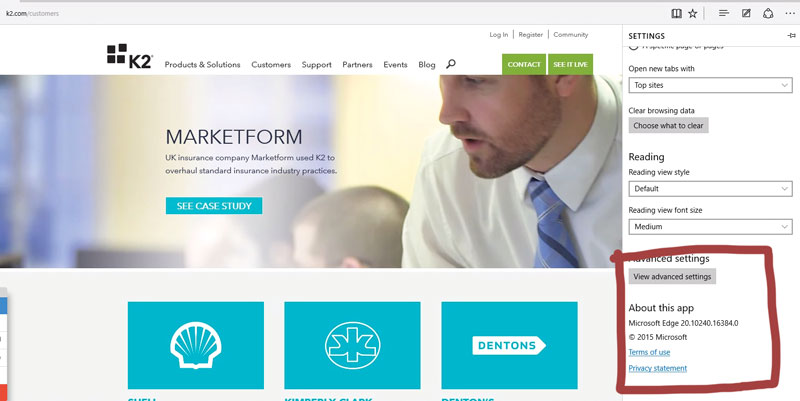 k2.com/customers
Log In | Register | Community
K2
Products & Solutions Customers Support Partners Events Blog
CONTACT
SEE IT LIVE
MARKETFORM
UK insurance company Marketform used K2 to
overhaul standard insurance industry practices.
SEE CASE STUDY
DENTONS
SHELL
KIMBERLY-CLARK
DENTON'S
SETTINGS
A specific page or pages
Open new tabs with
Top sites
Clear browsing data
Choose what to clear
Reading
Reading view style
Default
Reading view font size
Medium
Advanced settings
View advanced settings
About this app
Microsoft Edge 20.10240.16384.0
© 2015 Microsoft
Terms of use
Privacy statement